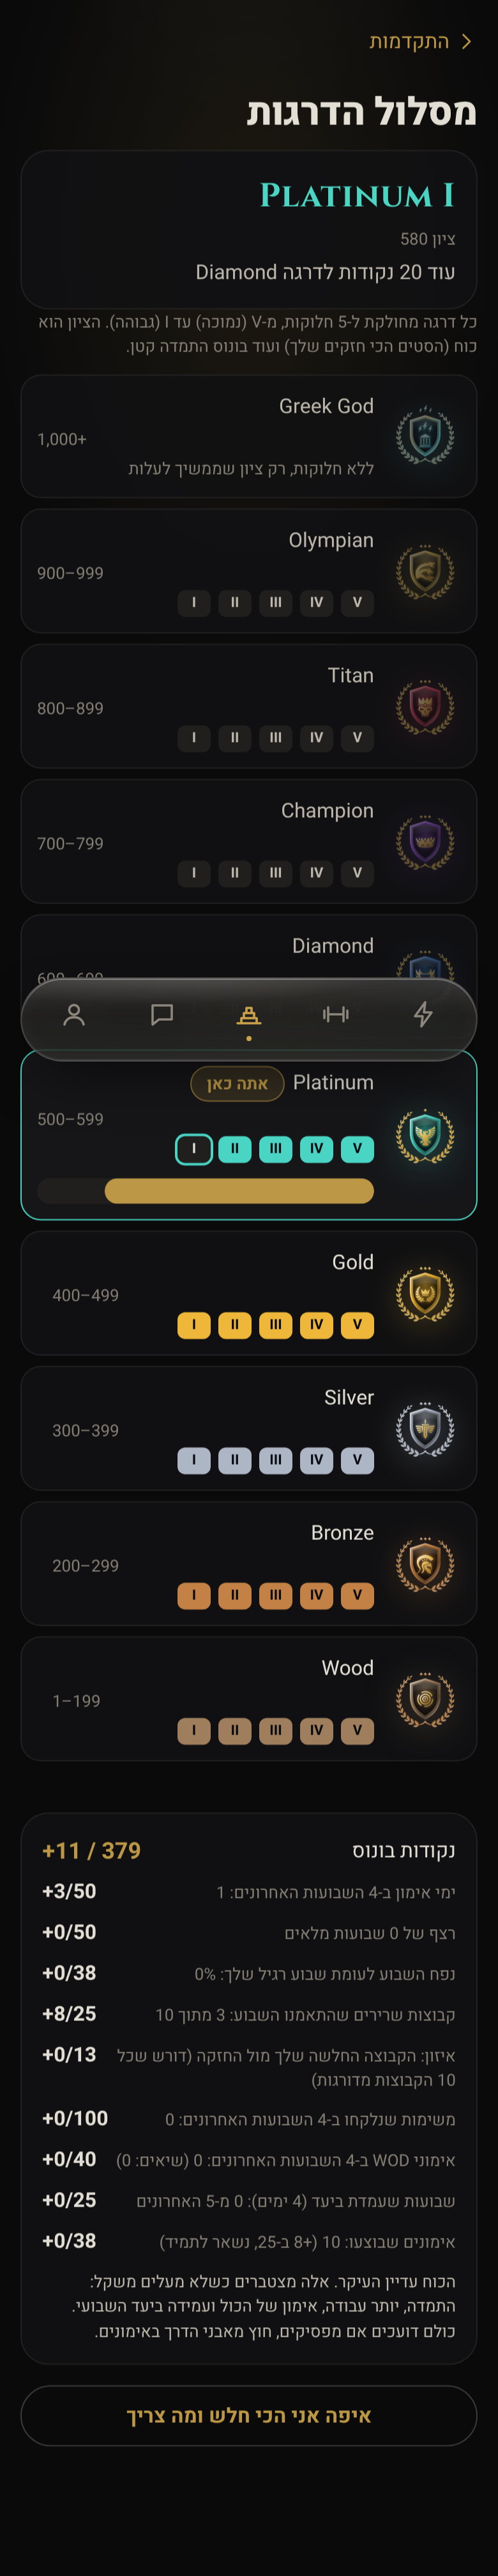 התקדמות
מסלול הדרגות
PLATINUM I
ציון 580
עוד 20 נקודות לדרגה Diamond
כל דרגה מחולקת ל-5 חלוקות, מ-V (נמוכה) עד I (גבוהה). הציון הוא
כוח (הסטים הכי חזקים שלך) ועוד בונוס התמדה קטן.
Greek God
1,000+
ללא חלוקות, רק ציון שממשיך לעלות
Olympian
900–999
V IV III II I
Titan
800–899
V IV III II I
Champion
700–799
V IV III II I
Diamond
600–699
Platinum אתה כאן
500–599
V IV III II I
Gold
400–499
V IV III II I
Silver
300–399
V IV III II I
Bronze
200–299
V IV III II I
Wood
1–199
V IV III II I
נקודות בונוס +11 / 379
ימי אימון ב-4 השבועות האחרונים: 1 +3/50
רצף של 0 שבועות מלאים +0/50
נפח השבוע לעומת שבוע רגיל שלך: 0% +0/38
קבוצות שרירים שהתאמנו השבוע: 3 מתוך 10 +8/25
איזון: הקבוצה החלשה שלך מול החזקה (דורש שכל +0/13
10 הקבוצות מדורגות)
משימות שנלקחו ב-4 השבועות האחרונים: 0 +0/100
אימוני WOD ב-4 השבועות האחרונים: 0 (שיאים: 0) +0/40
שבועות שעמדת ביעד (4 ימים): 0 מ-5 האחרונים +0/25
אימונים שבוצעו: 10 (+8 ב-25, נשאר לתמיד) +0/38
הכוח עדיין העיקר. אלה מצטברים כשלא מעלים משקל:
התמדה, יותר עבודה, אימון של הכול ועמידה ביעד השבועי.
כולם דועכים אם מפסיקים, חוץ מאבני הדרך באימונים.
איפה אני הכי חלש ומה צריך